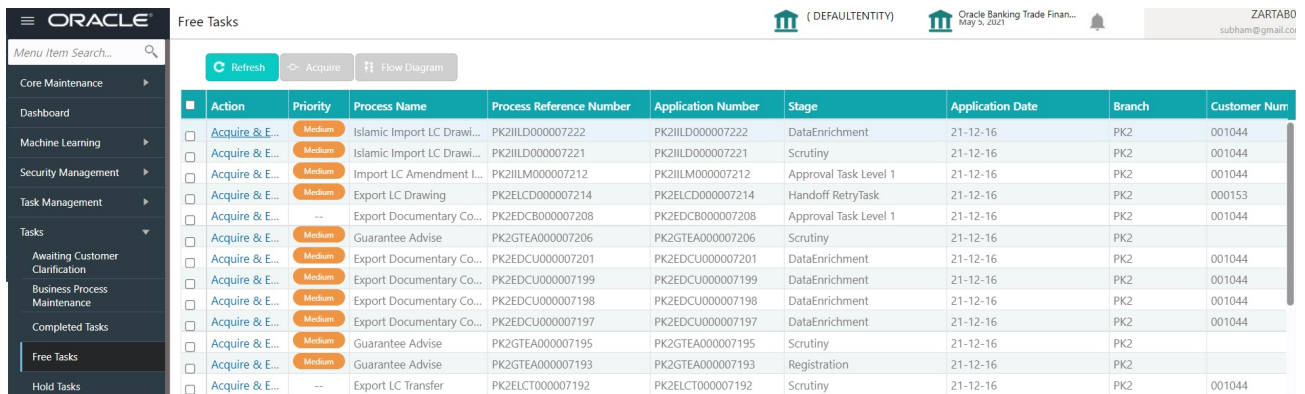 ORACLE®
Free Tasks
( DEFAULTENTITY)
Oracle Banking Trade Finan...
May 5, 2021
ZARTAB0
subham@gmail.co
Menu Item Search...
Core Maintenance
Dashboard
Machine Learning
Security Management
Task Management
Tasks
Awaiting Customer
Clarification
Business Process
Maintenance
Completed Tasks
Free Tasks
Hold Tasks
Refresh Acquire Flow Diagram
Action Priority Process Name Process Reference Number Application Number Stage Application Date Branch Customer Num
Acquire & E... Medium Islamic Import LC Drawi... PK2IILD000007222 PK2IILD000007222 DataEnrichment 21-12-16 PK2 001044
Acquire & E... Medium Islamic Import LC Drawi... PK2IILD000007221 PK2IILD000007221 Scrutiny 21-12-16 PK2 001044
Acquire & E... Medium Import LC Amendment I... PK2IILM000007212 PK2IILM000007212 Approval Task Level 1 21-12-16 PK2 001044
Acquire & E... Medium Export LC Drawing PK2ELCD000007214 PK2ELCD000007214 Handoff RetryTask 21-12-16 PK2 000153
Acquire & E... -- Export Documentary Co... PK2EDCB000007208 PK2EDCB000007208 Approval Task Level 1 21-12-16 PK2 001044
Acquire & E... Medium Guarantee Advise PK2GTEA000007206 PK2GTEA000007206 Scrutiny 21-12-16 PK2
Acquire & E... Medium Export Documentary Co... PK2EDCU000007201 PK2EDCU000007201 DataEnrichment 21-12-16 PK2 001044
Acquire & E... Medium Export Documentary Co... PK2EDCU000007199 PK2EDCU000007199 DataEnrichment 21-12-16 PK2 001044
Acquire & E... Medium Export Documentary Co... PK2EDCU000007198 PK2EDCU000007198 DataEnrichment 21-12-16 PK2 001044
Acquire & E... Medium Export Documentary Co... PK2EDCU000007197 PK2EDCU000007197 DataEnrichment 21-12-16 PK2 001044
Acquire & E... Medium Guarantee Advise PK2GTEA000007195 PK2GTEA000007195 Scrutiny 21-12-16 PK2
Acquire & E... Medium Guarantee Advise PK2GTEA000007193 PK2GTEA000007193 Registration 21-12-16 PK2
Acquire & E... -- Export LC Transfer PK2ELCT000007192 PK2ELCT000007192 Scrutiny 21-12-16 PK2 001044